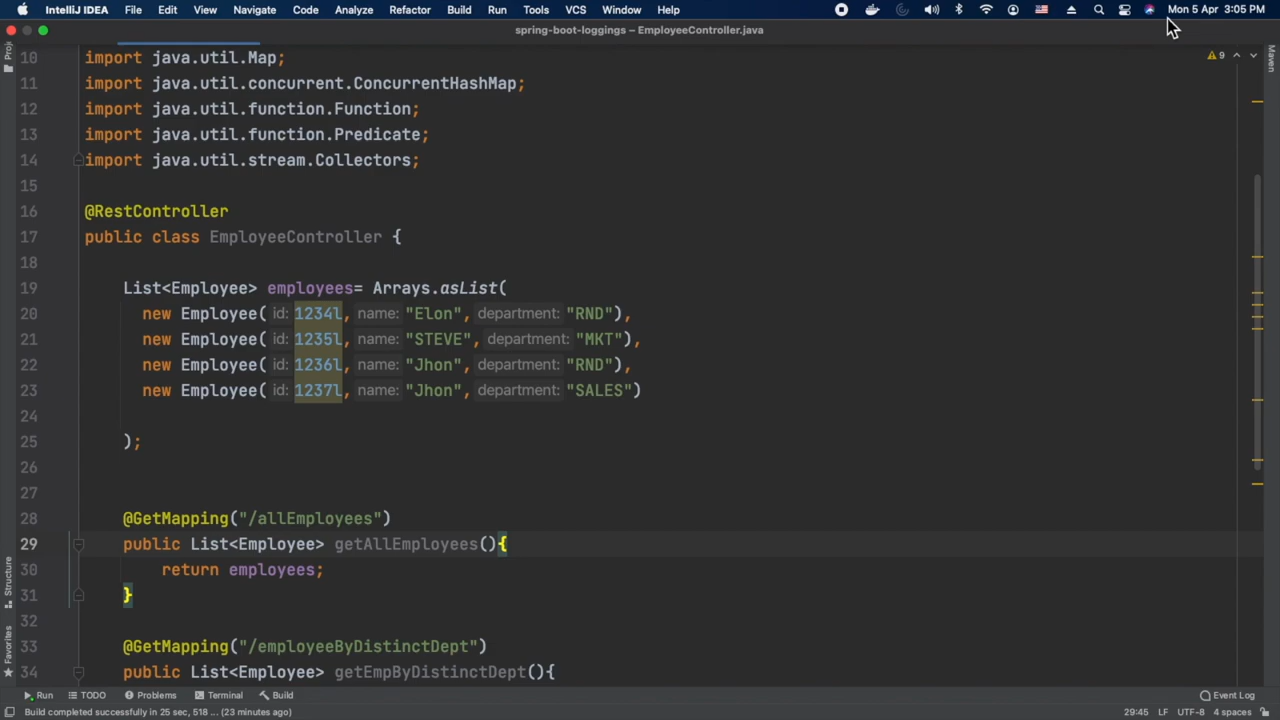 IntelliJ IDEA File Edit View Navigate Code Analyze Refactor Build Run Tools VCS Window Help Mon 5 Apr 3:05 PM
spring-boot-loggings – EmployeeController.java
10 import java.util.Map;
11 import java.util.concurrent.ConcurrentHashMap;
12 import java.util.function.Function;
13 import java.util.function.Predicate;
14 import java.util.stream.Collectors;
15
16 @RestController
17 public class EmployeeController {
18
19 List<Employee> employees= Arrays.asList(
20 new Employee( id: 1234l, name: "Elon", department: "RND"),
21 new Employee( id: 1235l, name: "STEVE", department: "MKT"),
22 new Employee( id: 1236l, name: "Jhon", department: "RND"),
23 new Employee( id: 1237l, name: "Jhon", department: "SALES")
24
25 );
26
27
28 @GetMapping("/allEmployees")
29 public List<Employee> getAllEmployees(){
30 return employees;
31 }
32
33 @GetMapping("/employeeByDistinctDept")
34 public List<Employee> getEmpByDistinctDept(){
9
Maven
Structure
Favorites
Run TODO Problems Terminal Build Event Log
Build completed successfully in 25 sec, 518 ... (23 minutes ago) 29:45 LF UTF-8 4 spaces